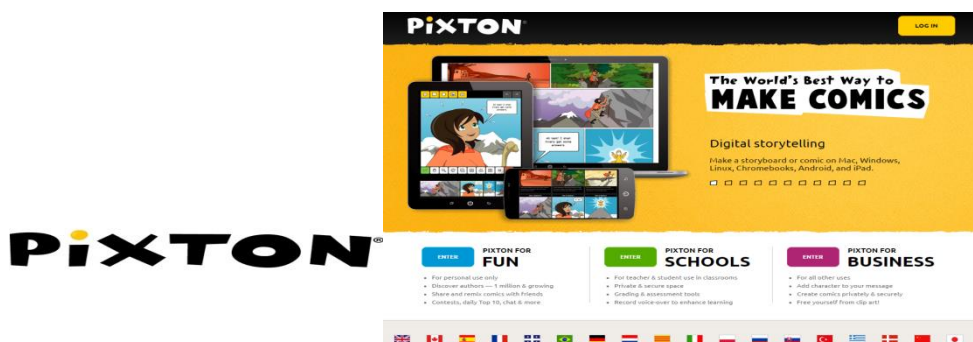 PiXTON®
PiXTON
LOG IN
The World's Best Way to
MAKE COMICS
Digital storytelling
Make a storyboard or comic on Mac, Windows,
Linux, Chromebooks, Android, and iPad.
ENTER
PIXTON FOR
FUN
For personal use only
Discover authors — 1 million & growing
Share and remix comics with friends
Contests, daily Top 10, chat & more
ENTER
PIXTON FOR
SCHOOLS
For teacher & student use in classrooms
Private & secure space
Grading & assessment tools
Record voice-over to enhance learning
ENTER
PIXTON FOR
BUSINESS
For all other uses
Add character to your message
Create comics privately & securely
Free yourself from clip art!